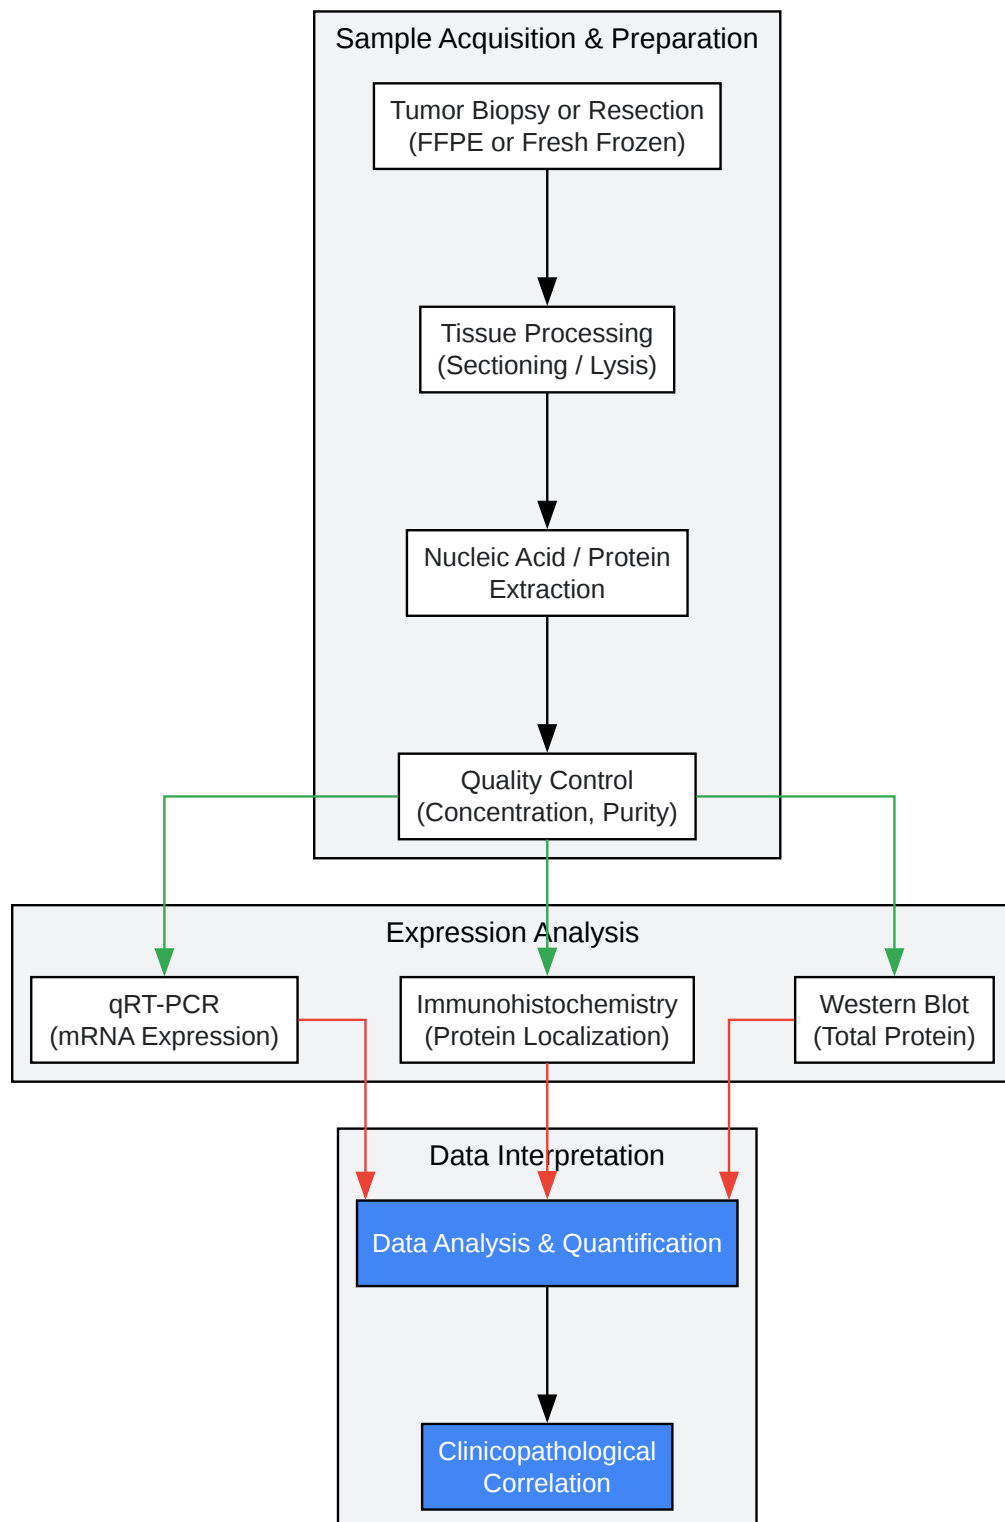 Sample Acquisition & Preparation
Tumor Biopsy or Resection
(FFPE or Fresh Frozen)
Tissue Processing
(Sectioning / Lysis)
Nucleic Acid / Protein
Extraction
Quality Control
(Concentration, Purity)
Expression Analysis
qRT-PCR
(mRNA Expression)
Immunohistochemistry
(Protein Localization)
Western Blot
(Total Protein)
Data Interpretation
Data Analysis & Quantification
Clinicopathological
Correlation